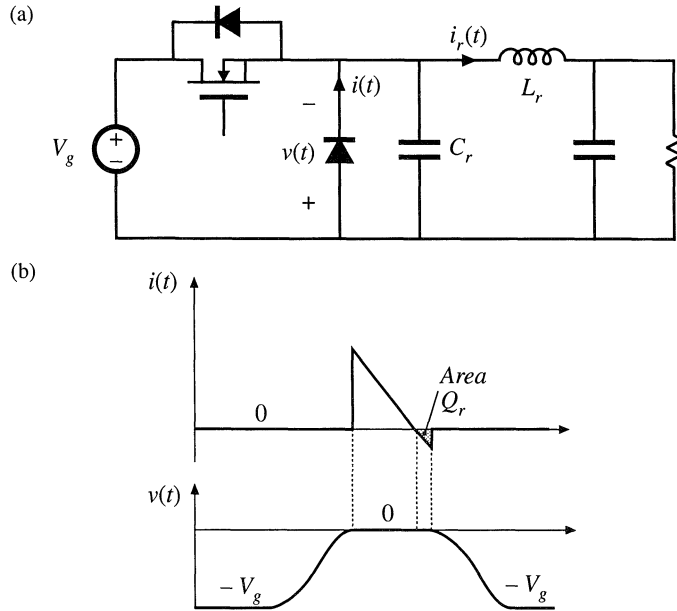 (a)
i_r(t)
L_r
i(t)
V_g
+
−
−
v(t)
+
C_r
(b)
i(t)
Area
Q_r
0
v(t)
0
− V_g
− V_g